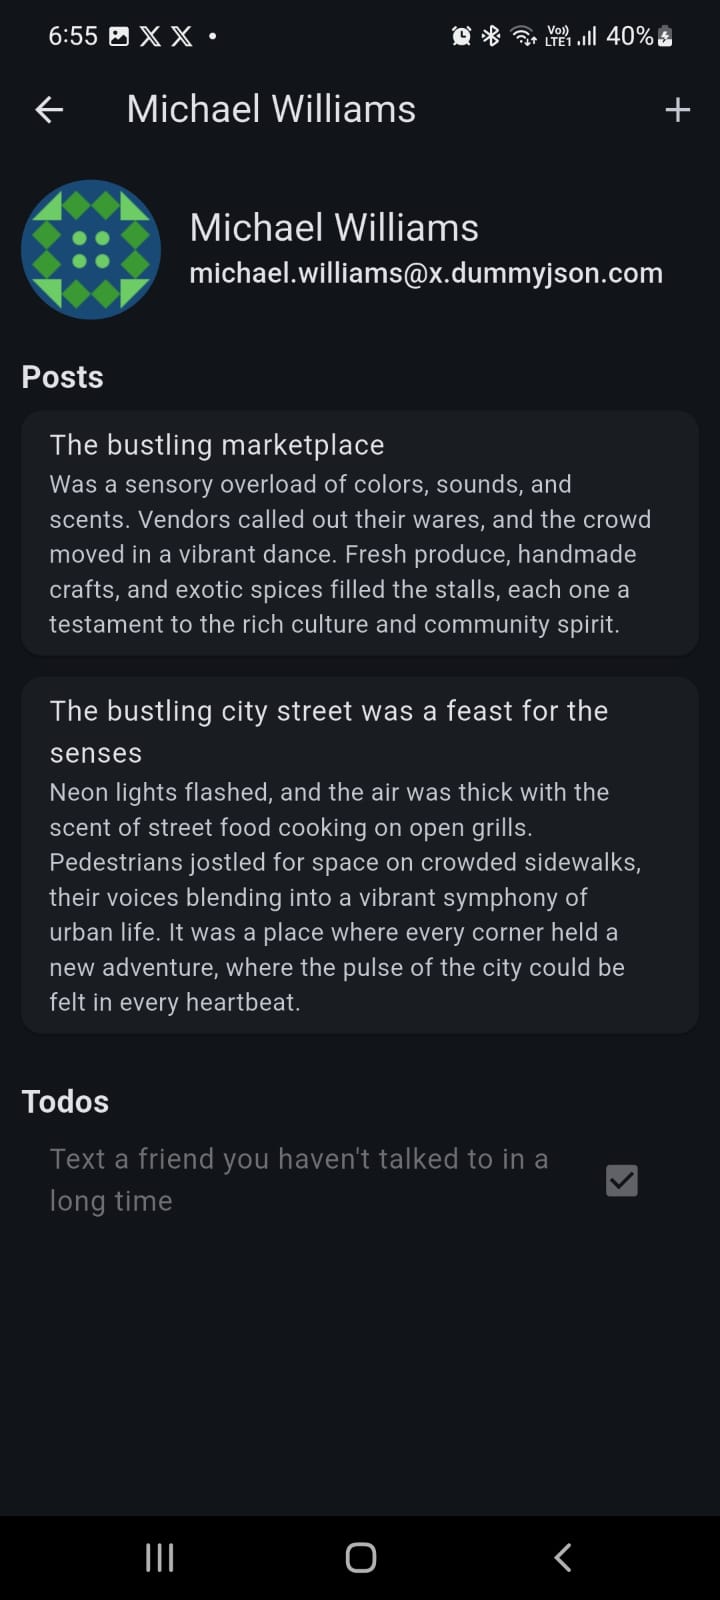 6:55
Vo))
LTE1
40%
Michael Williams
Michael Williams
michael.williams@x.dummyjson.com
Posts
The bustling marketplace
Was a sensory overload of colors, sounds, and
scents. Vendors called out their wares, and the crowd
moved in a vibrant dance. Fresh produce, handmade
crafts, and exotic spices filled the stalls, each one a
testament to the rich culture and community spirit.
The bustling city street was a feast for the
senses
Neon lights flashed, and the air was thick with the
scent of street food cooking on open grills.
Pedestrians jostled for space on crowded sidewalks,
their voices blending into a vibrant symphony of
urban life. It was a place where every corner held a
new adventure, where the pulse of the city could be
felt in every heartbeat.
Todos
Text a friend you haven't talked to in a
long time